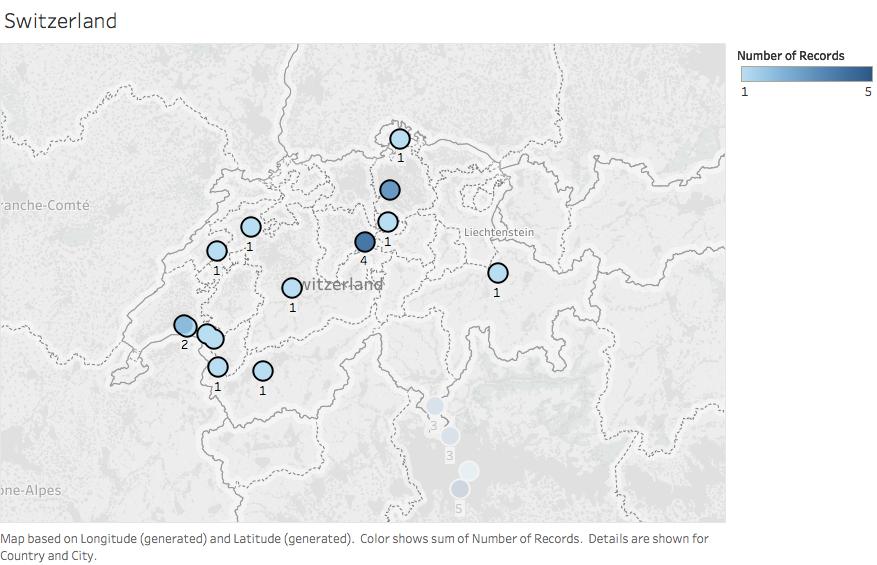 Switzerland
Number of Records
1 5
1
ranche-Comté
1
Liechtenstein
1
4
1
1
witzerland
1
2
1
1
3
3
one-Alpes
5
Map based on Longitude (generated) and Latitude (generated). Color shows sum of Number of Records. Details are shown for
Country and City.